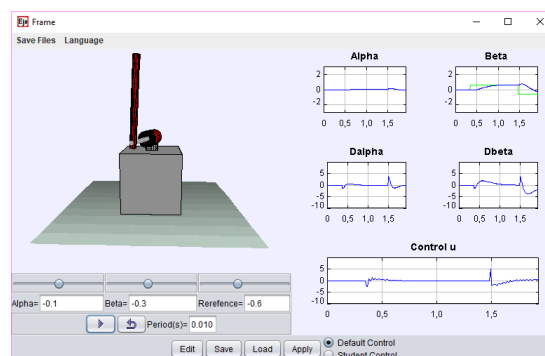 Ejs Frame
Save Files Language
Alpha
2
0
-2
0 0,5 1,0 1,5
Beta
2
0
-2
0 0,5 1,0 1,5
Dalpha
10
5
0
-5
-10
0 0,5 1,0 1,5
Dbeta
10
5
0
-5
-10
0 0,5 1,0 1,5
Control u
5
0
-5
-10
0 0,5 1,0 1,5
Alpha= -0.1 Beta= -0.3 Rerefence= -0.6
Period(s)= 0.010
Edit Save Load Apply Default Control
Student Control